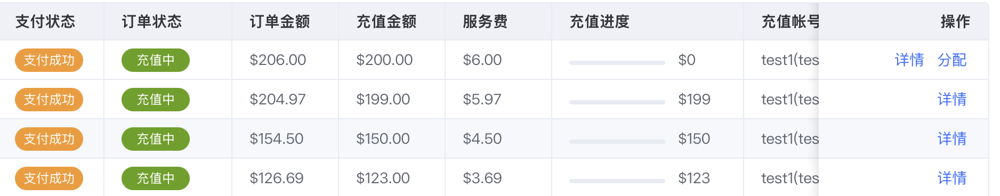 支付状态 订单状态 订单金额 充值金额 服务费 充值进度 充值帐号 操作
支付成功 充值中 $206.00 $200.00 $6.00 $0 test1(tes 详情 分配
支付成功 充值中 $204.97 $199.00 $5.97 $199 test1(tes 详情
支付成功 充值中 $154.50 $150.00 $4.50 $150 test1(tes 详情
支付成功 充值中 $126.69 $123.00 $3.69 $123 test1(tes 详情